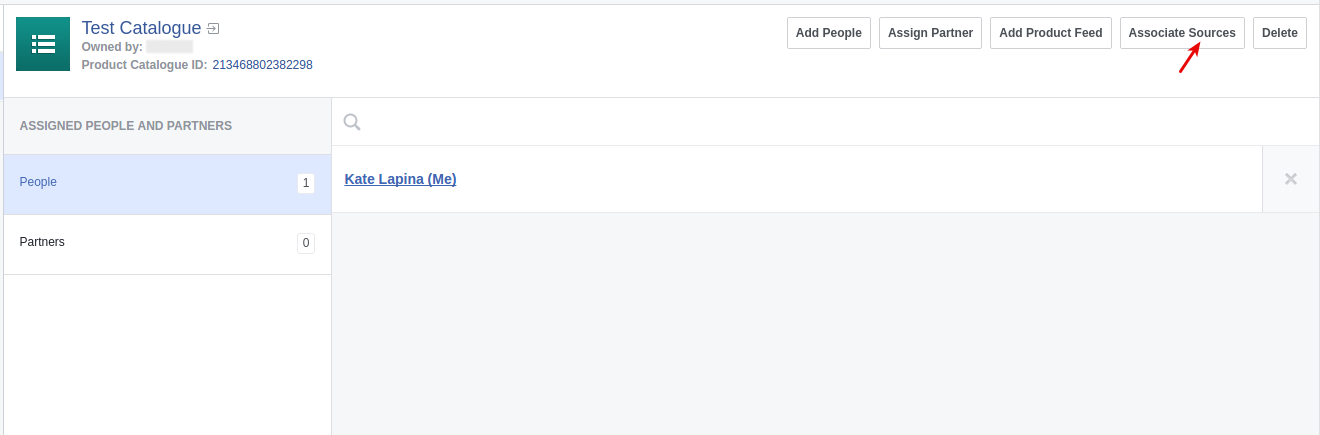 Test Catalogue
Owned by:
Product Catalogue ID: 213468802382298
Add People
Assign Partner
Add Product Feed
Associate Sources
Delete
ASSIGNED PEOPLE AND PARTNERS
People 1
Partners 0
Kate Lapina (Me)